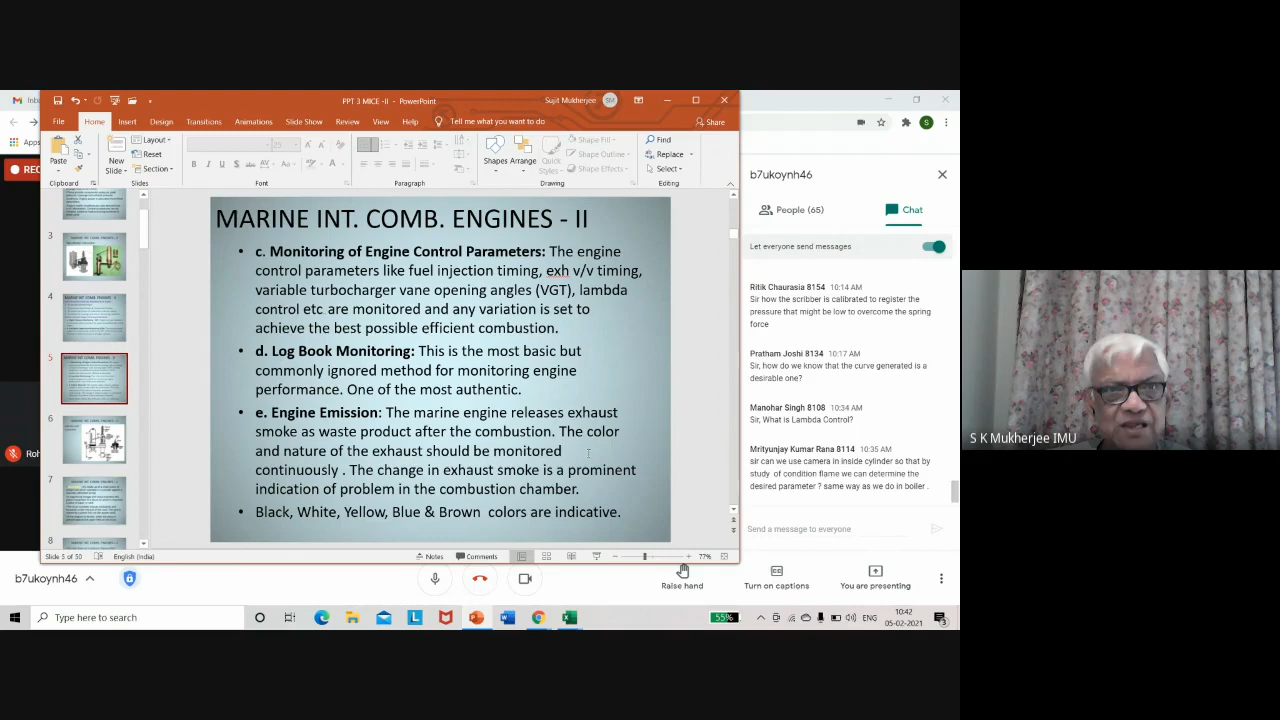 Inb
PPT 3 MICE -II - PowerPoint
Sujit Mukherjee SM
File Home Insert Design Transitions Animations Slide Show Review View Help Tell me what you want to do Share
Apps
Paste
New Slide
Layout
Reset
Section
25
B I U S
Shapes Arrange Quick Styles
Shape Fill
Shape Outline
Shape Effects
Find
Replace
Select
Clipboard Slides Font Paragraph Drawing Editing
REC
Roh
3
4
5
6
7
8
MARINE INT. COMB. ENGINES - II
• c. Monitoring of Engine Control Parameters: The engine
control parameters like fuel injection timing, exh v/v timing,
variable turbocharger vane opening angles (VGT), lambda
control etc are monitored and any variations set to
achieve the best possible efficient combustion.
• d. Log Book Monitoring: This is the most basic but
commonly ignored method for monitoring engine
performance. One of the most authentic.
• e. Engine Emission: The marine engine releases exhaust
smoke as waste product after the combustion. The color
and nature of the exhaust should be monitored
continuously . The change in exhaust smoke is a prominent
indication of problem in the combustion chamber.
• Black, White, Yellow, Blue & Brown colors are indicative.
Slide 5 of 50 English (India) Notes Comments 77%
b7ukoynh46
People (65) Chat
Let everyone send messages
Ritik Chaurasia 8154 10:14 AM
Sir how the scribber is calibrated to register the
pressure that might be low to overcome the spring
force
Pratham Joshi 8134 10:17 AM
Sir, how do we know that the curve generated is a
desirable one?
Manohar Singh 8108 10:34 AM
Sir, What is Lambda Control?
Mrityunjay Kumar Rana 8114 10:35 AM
sir can we use camera in inside cylinder so that by
study of condition flame we can determine the
desired parameter ? same way as we do in boiler .
Send a message to everyone
b7ukoynh46
Raise hand Turn on captions You are presenting
Type here to search
55%
ENG
10:42
05-02-2021
3
S K Mukherjee IMU